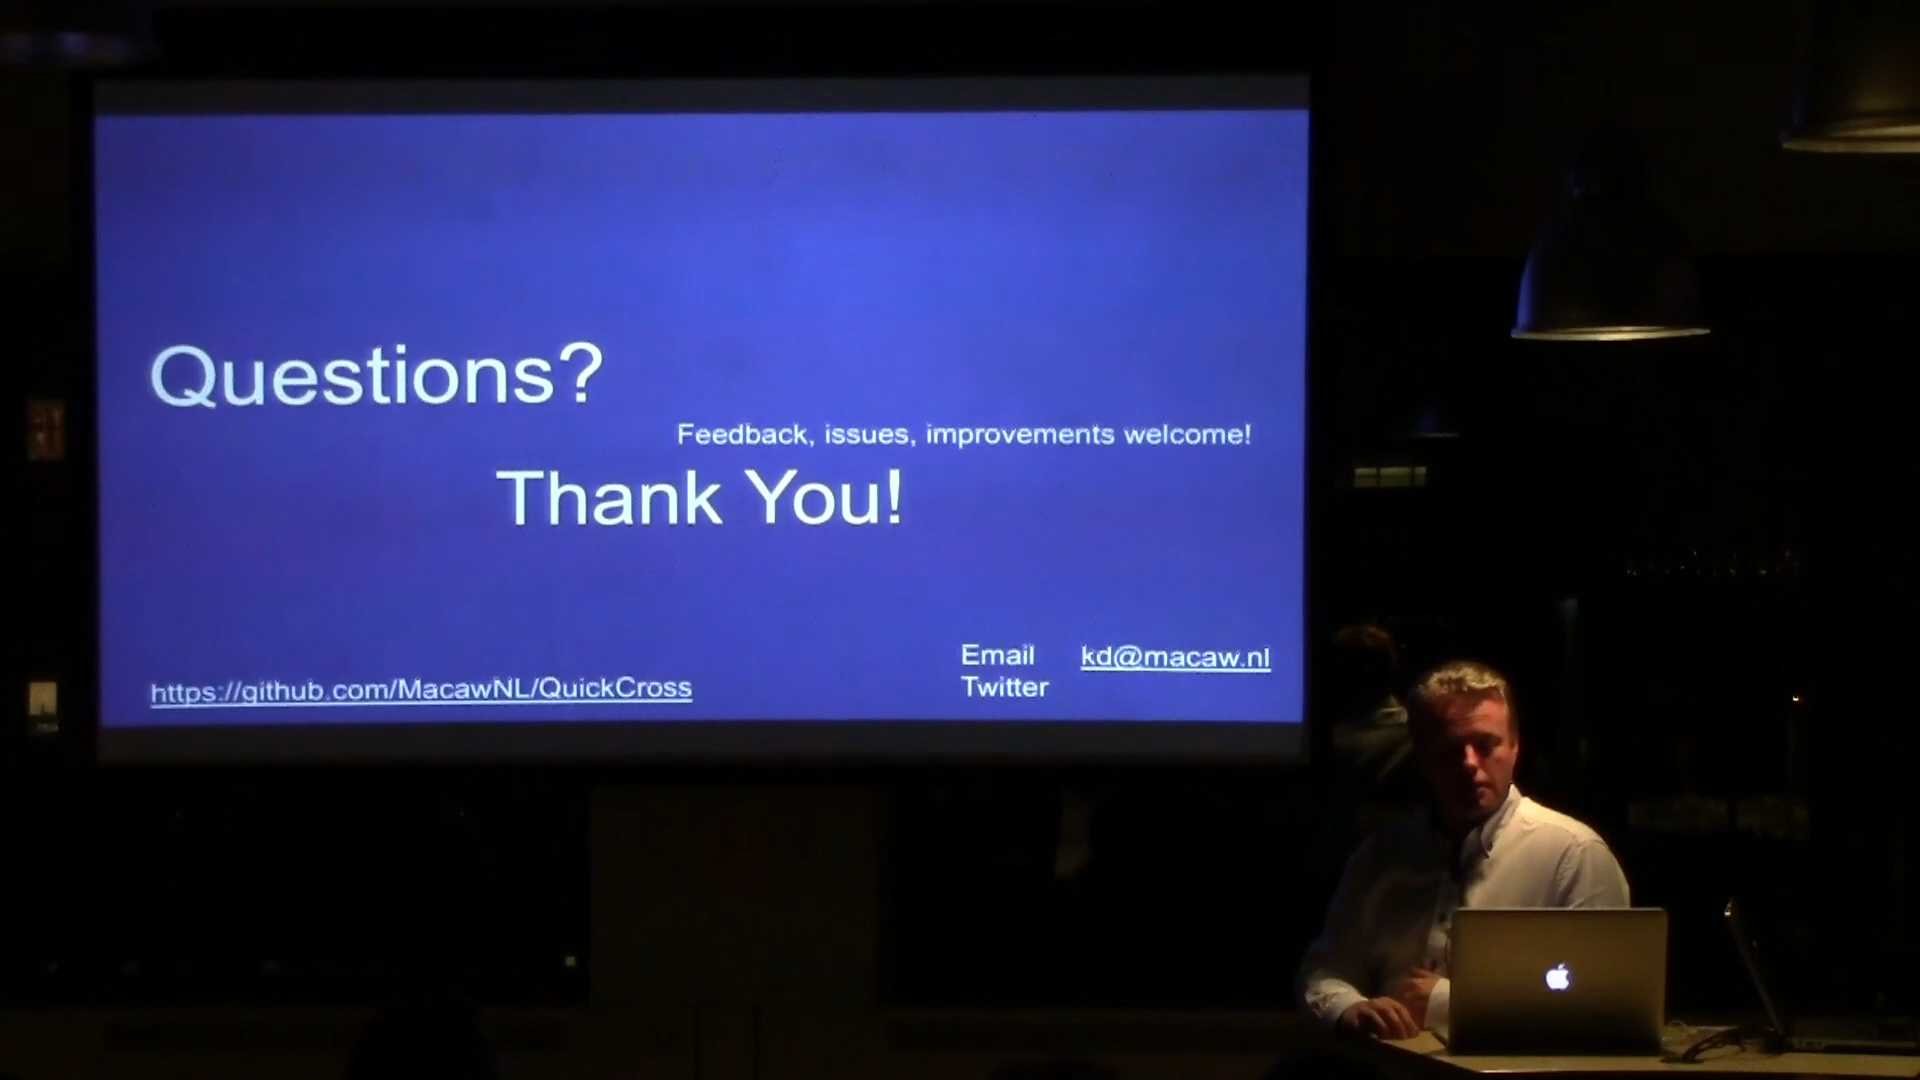 Questions?
Feedback, issues, improvements welcome!
Thank You!
Email kd@macaw.nl
Twitter
https://github.com/MacawNL/QuickCross